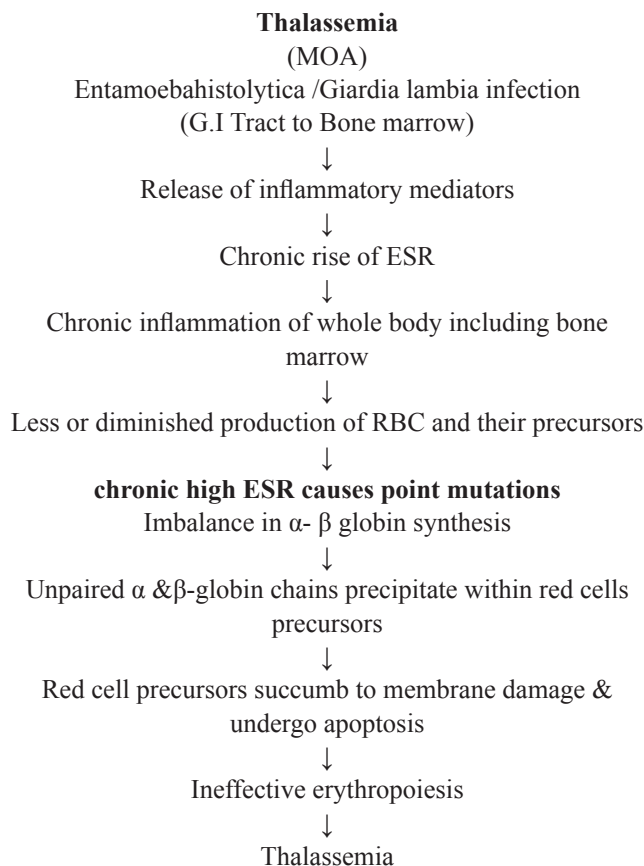 Thalassemia
(MOA)
Entamoebahistolytica /Giardia lambia infection
(G.I Tract to Bone marrow)
↓
Release of inflammatory mediators
↓
Chronic rise of ESR
↓
Chronic inflammation of whole body including bone
marrow
↓
Less or diminished production of RBC and their precursors
↓
chronic high ESR causes point mutations
Imbalance in α- β globin synthesis
↓
Unpaired α &β-globin chains precipitate within red cells
precursors
↓
Red cell precursors succumb to membrane damage &
undergo apoptosis
↓
Ineffective erythropoiesis
↓
Thalassemia